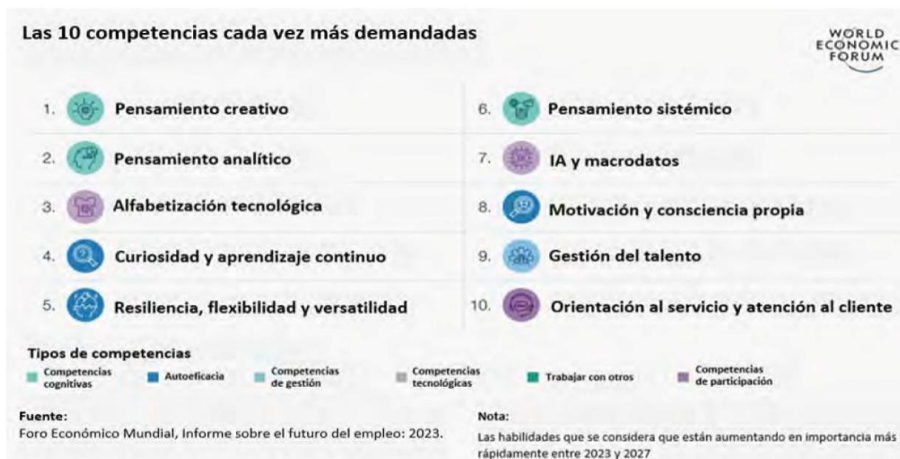 Las 10 competencias cada vez más demandadas
WORLD
ECONOMIC
FORUM
1. Pensamiento creativo
2. Pensamiento analítico
3. Alfabetización tecnológica
4. Curiosidad y aprendizaje continuo
5. Resiliencia, flexibilidad y versatilidad
6. Pensamiento sistémico
7. IA y macrodatos
8. Motivación y consciencia propia
9. Gestión del talento
10. Orientación al servicio y atención al cliente
Tipos de competencias
Competencias
cognitivas
Autoeficacia
Competencias
de gestión
Competencias
tecnológicas
Trabajar con otros
Competencias
de participación
Fuente:
Foro Económico Mundial, Informe sobre el futuro del empleo: 2023.
Nota:
Las habilidades que se considera que están aumentando en importancia más
rápidamente entre 2023 y 2027